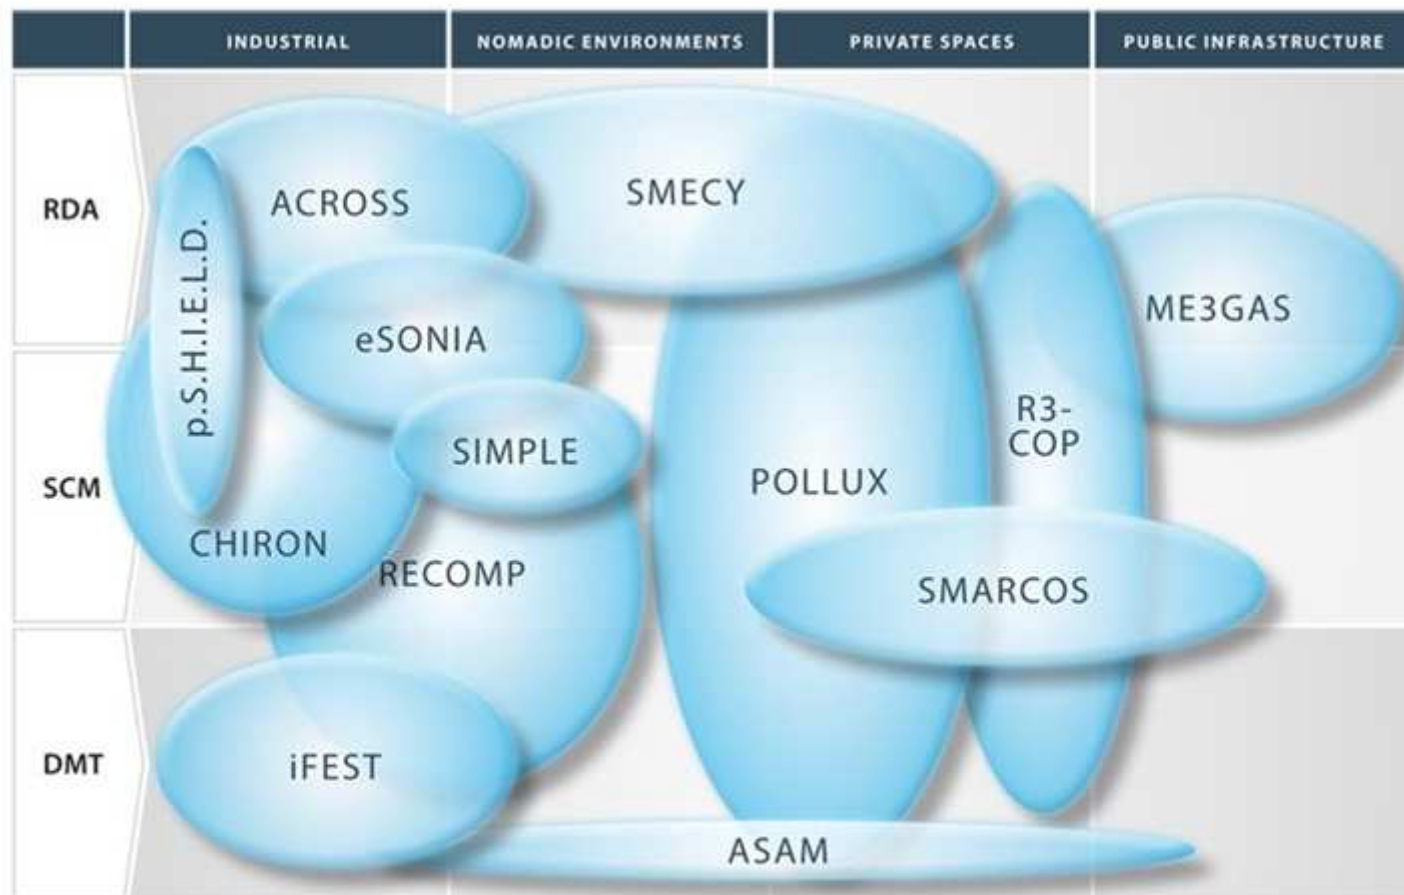 INDUSTRIAL
NOMADIC ENVIRONMENTS
PRIVATE SPACES
PUBLIC INFRASTRUCTURE
RDA
ACROSS
SMECY
p.S.H.I.E.L.D.
eSONIA
ME3GAS
R3-
COP
SCM
SIMPLE
POLLUX
CHIRON
RECOMP
SMARCOS
DMT
iFEST
ASAM